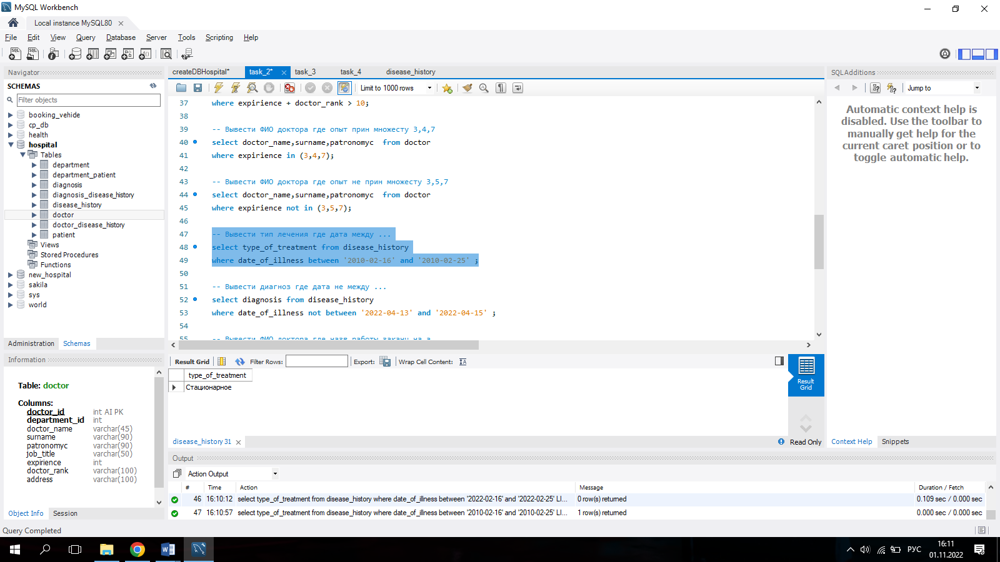 MySQL Workbench
Local instance MySQL80
File Edit View Query Database Server Tools Scripting Help
Navigator
SCHEMAS
Filter objects
booking_vehide
cp_db
health
hospital
Tables
department
department_patient
diagnosis
diagnosis_disease_history
disease_history
doctor
doctor_disease_history
patient
Views
Stored Procedures
Functions
new_hospital
sakila
sys
world
Administration Schemas
Information
Table: doctor
Columns:
doctor_id int AI PK
department_id int
doctor_name varchar(45)
surname varchar(90)
patronomyc varchar(90)
job_title varchar(50)
expirience int
doctor_rank varchar(100)
address varchar(100)
Object Info Session
Query Completed
createDBHospital* task_2* task_3 task_4 disease_history
Limit to 1000 rows
37 where expirience + doctor_rank > 10;
38
39 -- Вывести ФИО доктора где опыт прин множесту 3,4,7
40 select doctor_name,surname,patronomyc from doctor
41 where expirience in (3,4,7);
42
43 -- Вывести ФИО доктора где опыт не прин множесту 3,5,7
44 select doctor_name,surname,patronomyc from doctor
45 where expirience not in (3,5,7);
46
47 -- Вывести тип лечения где дата между ...
48 select type_of_treatment from disease_history
49 where date_of_illness between '2010-02-16' and '2010-02-25' ;
50
51 -- Вывести диагноз где дата не между ...
52 select diagnosis from disease_history
53 where date_of_illness not between '2022-04-13' and '2022-04-15' ;
54
55 -- Вывести ФИО доктора где назв работы заканч на а
Result Grid Filter Rows: Export: Wrap Cell Content:
type_of_treatment
Стационарное
Result
Grid
disease_history 31
Read Only
Output
Action Output
# Time Action Message Duration / Fetch
46 16:10:12 select type_of_treatment from disease_history where date_of_illness between '2022-02-16' and '2022-02-25' LI... 0 row(s) returned 0.109 sec / 0.000 sec
47 16:10:57 select type_of_treatment from disease_history where date_of_illness between '2010-02-16' and '2010-02-25' LI... 1 row(s) returned 0.000 sec / 0.000 sec
SQLAdditions
Jump to
Automatic context help is
disabled. Use the toolbar to
manually get help for the
current caret position or to
toggle automatic help.
Context Help Snippets
РУС
16:11
01.11.2022